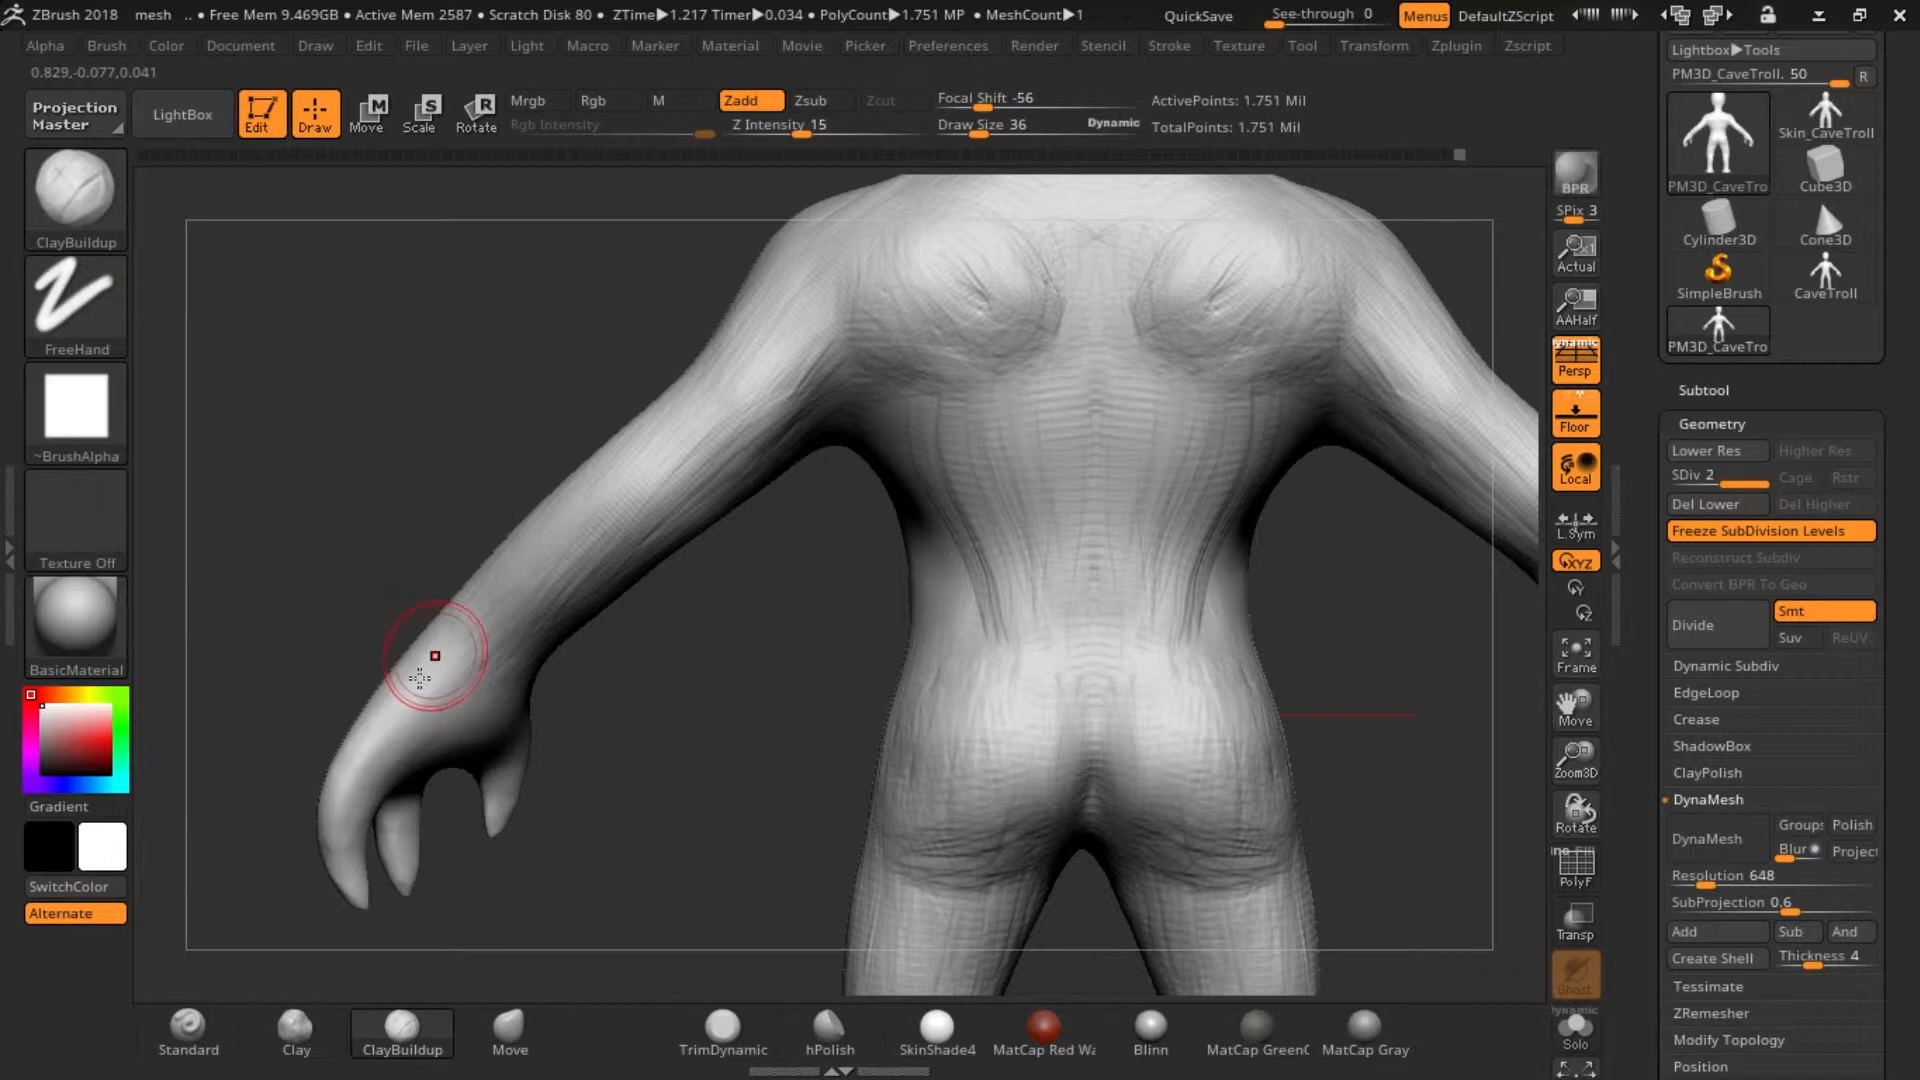 ZBrush 2018 mesh .. • Free Mem 9.469GB • Active Mem 2587 • Scratch Disk 80 • ZTime▶1.217 Timer▶0.034 • PolyCount▶1.751 MP • MeshCount▶1 QuickSave See-through 0 Menus DefaultZScript
Alpha Brush Color Document Draw Edit File Layer Light Macro Marker Material Movie Picker Preferences Render Stencil Stroke Texture Tool Transform Zplugin Zscript
0.829,-0.077,0.041
Projection Master
LightBox
Edit Draw Move Scale Rotate
M S R
Mrgb Rgb M Zadd Zsub Zcut Focal Shift -56 ActivePoints: 1.751 Mil
Rgb Intensity Z Intensity 15 Draw Size 36 Dynamic TotalPoints: 1.751 Mil
ClayBuildup
FreeHand
~BrushAlpha
Texture Off
BasicMaterial
Gradient
SwitchColor
Alternate
BPR
SPix 3
Actual
AAHalf
Dynamic
Persp
Floor
Local
L.Sym
XYZ
Y
Z
Frame
Move
Zoom3D
Rotate
PolyF
Transp
Ghost
Dynamic
Solo
Lightbox▶Tools
PM3D_CaveTroll. 50 R
PM3D_CaveTro Skin_CaveTroll
Cube3D
Cylinder3D Cone3D
SimpleBrush CaveTroll
PM3D_CaveTro
Subtool
Geometry
Lower Res Higher Res
SDiv 2 Cage Rstr
Del Lower Del Higher
Freeze SubDivision Levels
Reconstruct Subdiv
Convert BPR To Geo
Divide Smt
Suv ReUV
Dynamic Subdiv
EdgeLoop
Crease
ShadowBox
ClayPolish
DynaMesh
DynaMesh Groups Polish
Blur Project
Resolution 648
SubProjection 0.6
Add Sub And
Create Shell Thickness 4
Tessimate
ZRemesher
Modify Topology
Position
Standard Clay ClayBuildup Move TrimDynamic hPolish SkinShade4 MatCap Red Wa Blinn MatCap GreenC MatCap Gray